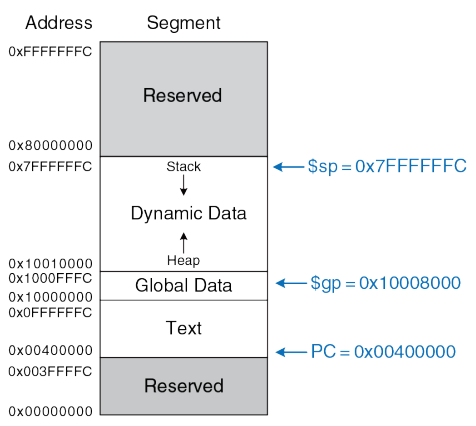 Address Segment
0xFFFFFFFC
Reserved
0x80000000
0x7FFFFFFC Stack $sp = 0x7FFFFFFC
Dynamic Data
Heap
0x10010000
0x1000FFFC
Global Data $gp = 0x10008000
0x10000000
0x0FFFFFFC
Text
0x00400000 PC = 0x00400000
0x003FFFFC
Reserved
0x00000000